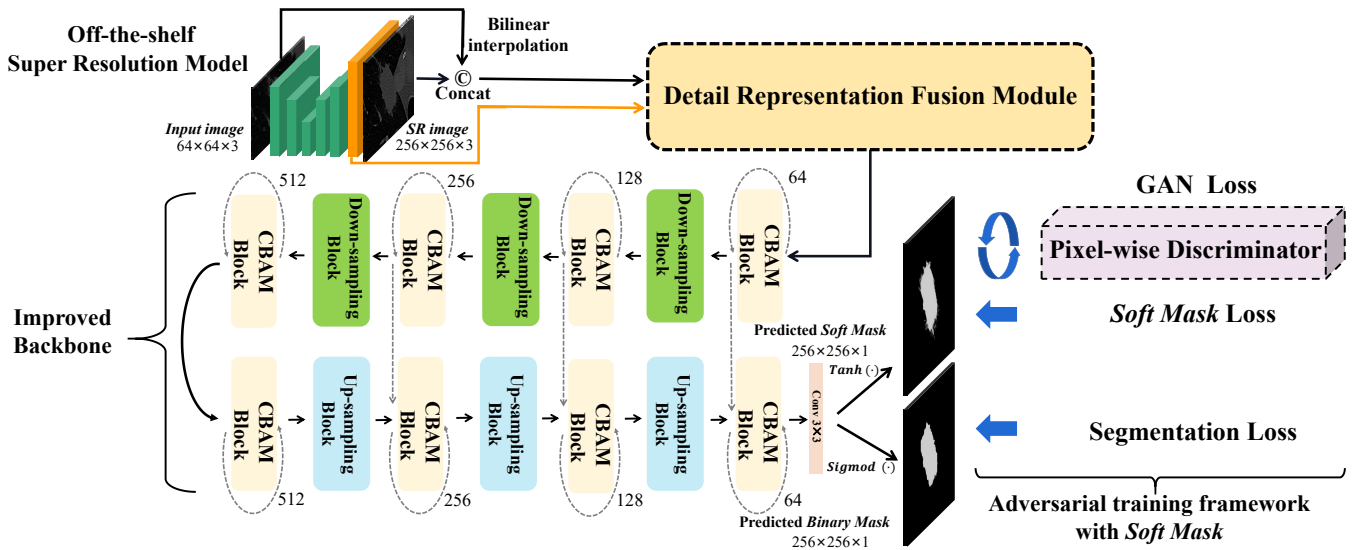 Off-the-shelf
Super Resolution Model
Bilinear
interpolation
©
Concat
Input image
64×64×3
SR image
256×256×3
Detail Representation Fusion Module
512
256
128
64
CBAM
Block
Down-sampling
Block
CBAM
Block
Down-sampling
Block
CBAM
Block
Down-sampling
Block
CBAM
Block
GAN Loss
Pixel-wise Discriminator
Improved
Backbone
Soft Mask Loss
Predicted Soft Mask
256×256×1
Tanh (·)
CBAM
Block
Up-sampling
Block
CBAM
Block
Up-sampling
Block
CBAM
Block
Up-sampling
Block
CBAM
Block
Conv 3×3
Segmentation Loss
Sigmod (·)
512
256
128
64
Predicted Binary Mask
256×256×1
Adversarial training framework
with Soft Mask